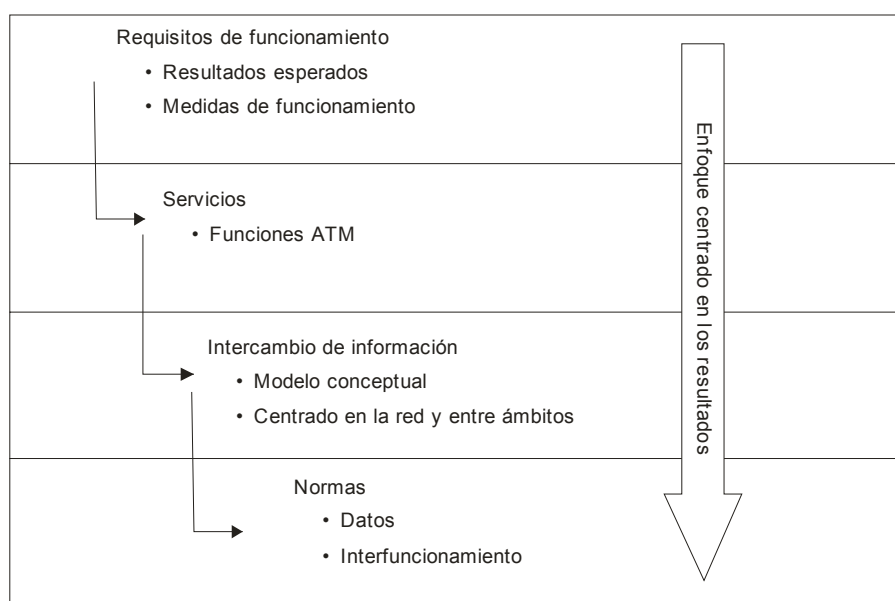 Requisitos de funcionamiento
• Resultados esperados
• Medidas de funcionamiento
Servicios
• Funciones ATM
Intercambio de información
• Modelo conceptual
• Centrado en la red y entre ámbitos
Normas
• Datos
• Interfuncionamiento
Enfoque centrado en los resultados